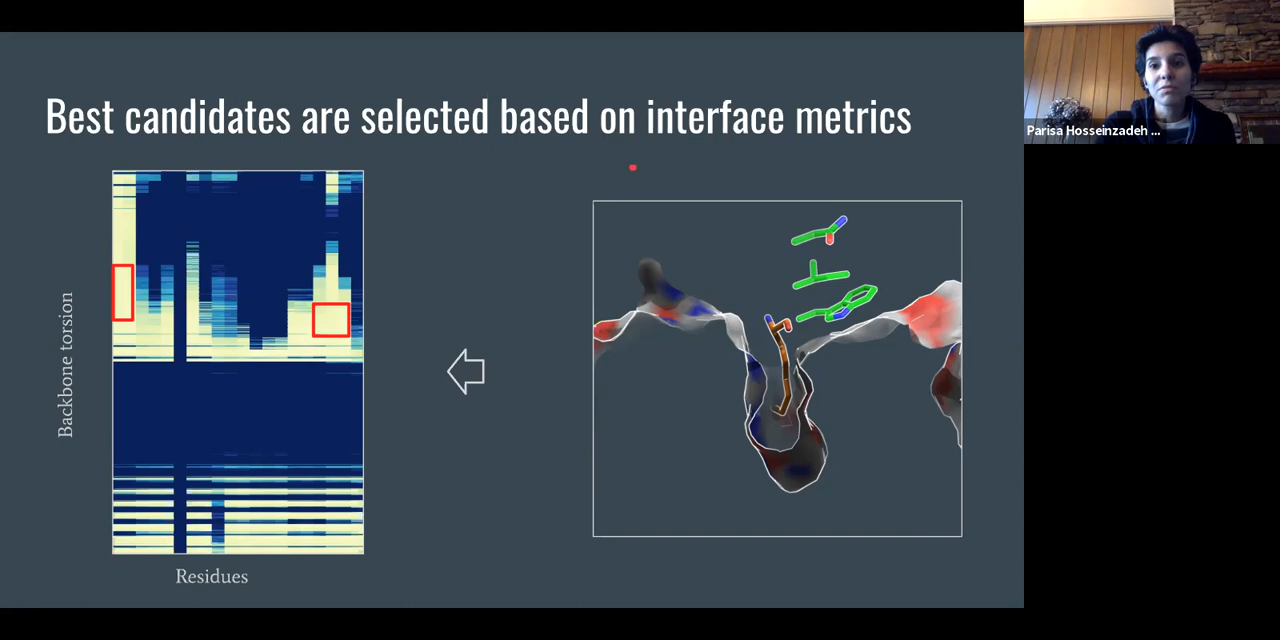 Best candidates are selected based on interface metrics
Parisa Hosseinzadeh ...
Backbone torsion
Residues